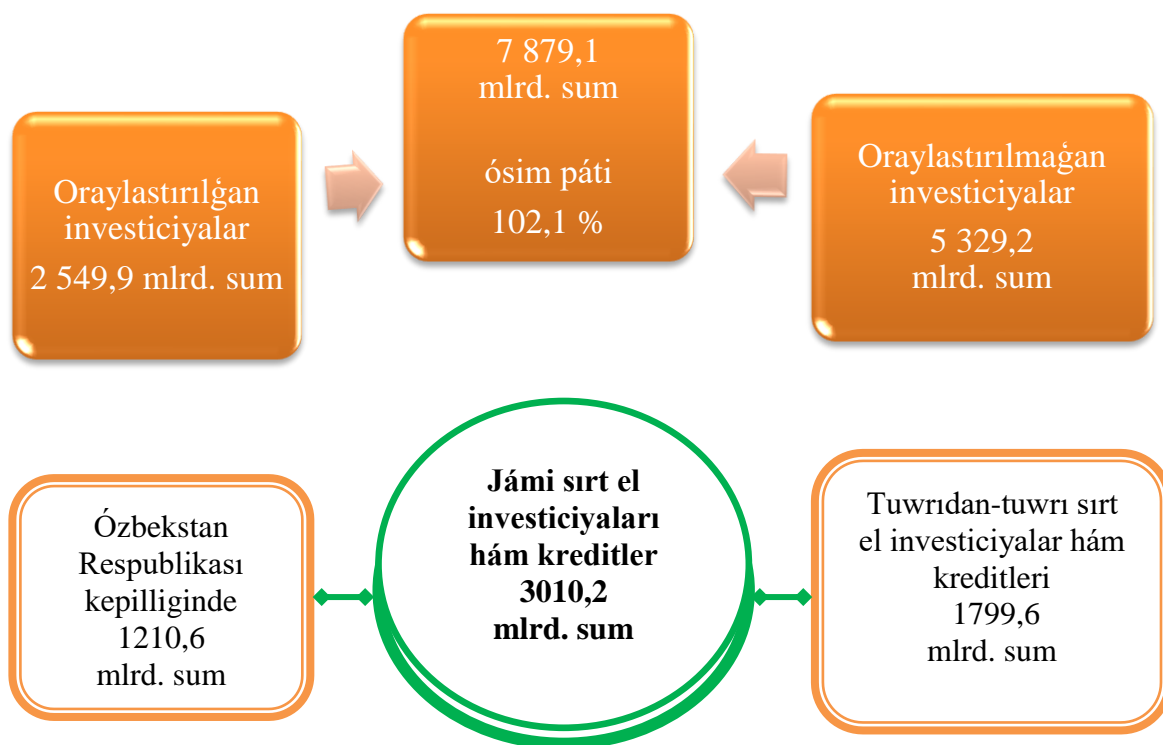 7 879,1
mlrd. sum
ósim páti
102,1 %
Oraylastırılǵan
investiciyalar
2 549,9 mlrd. sum
Oraylastırılmaǵan
investiciyalar
5 329,2
mlrd. sum
Ózbekstan
Respublikası
kepilliginde
1210,6
mlrd. sum
Jámi sırt el
investiciyaları
hám kreditler
3010,2
mlrd. sum
Tuwrıdan-tuwrı sırt
el investiciyalar hám
kreditleri
1799,6
mlrd. sum